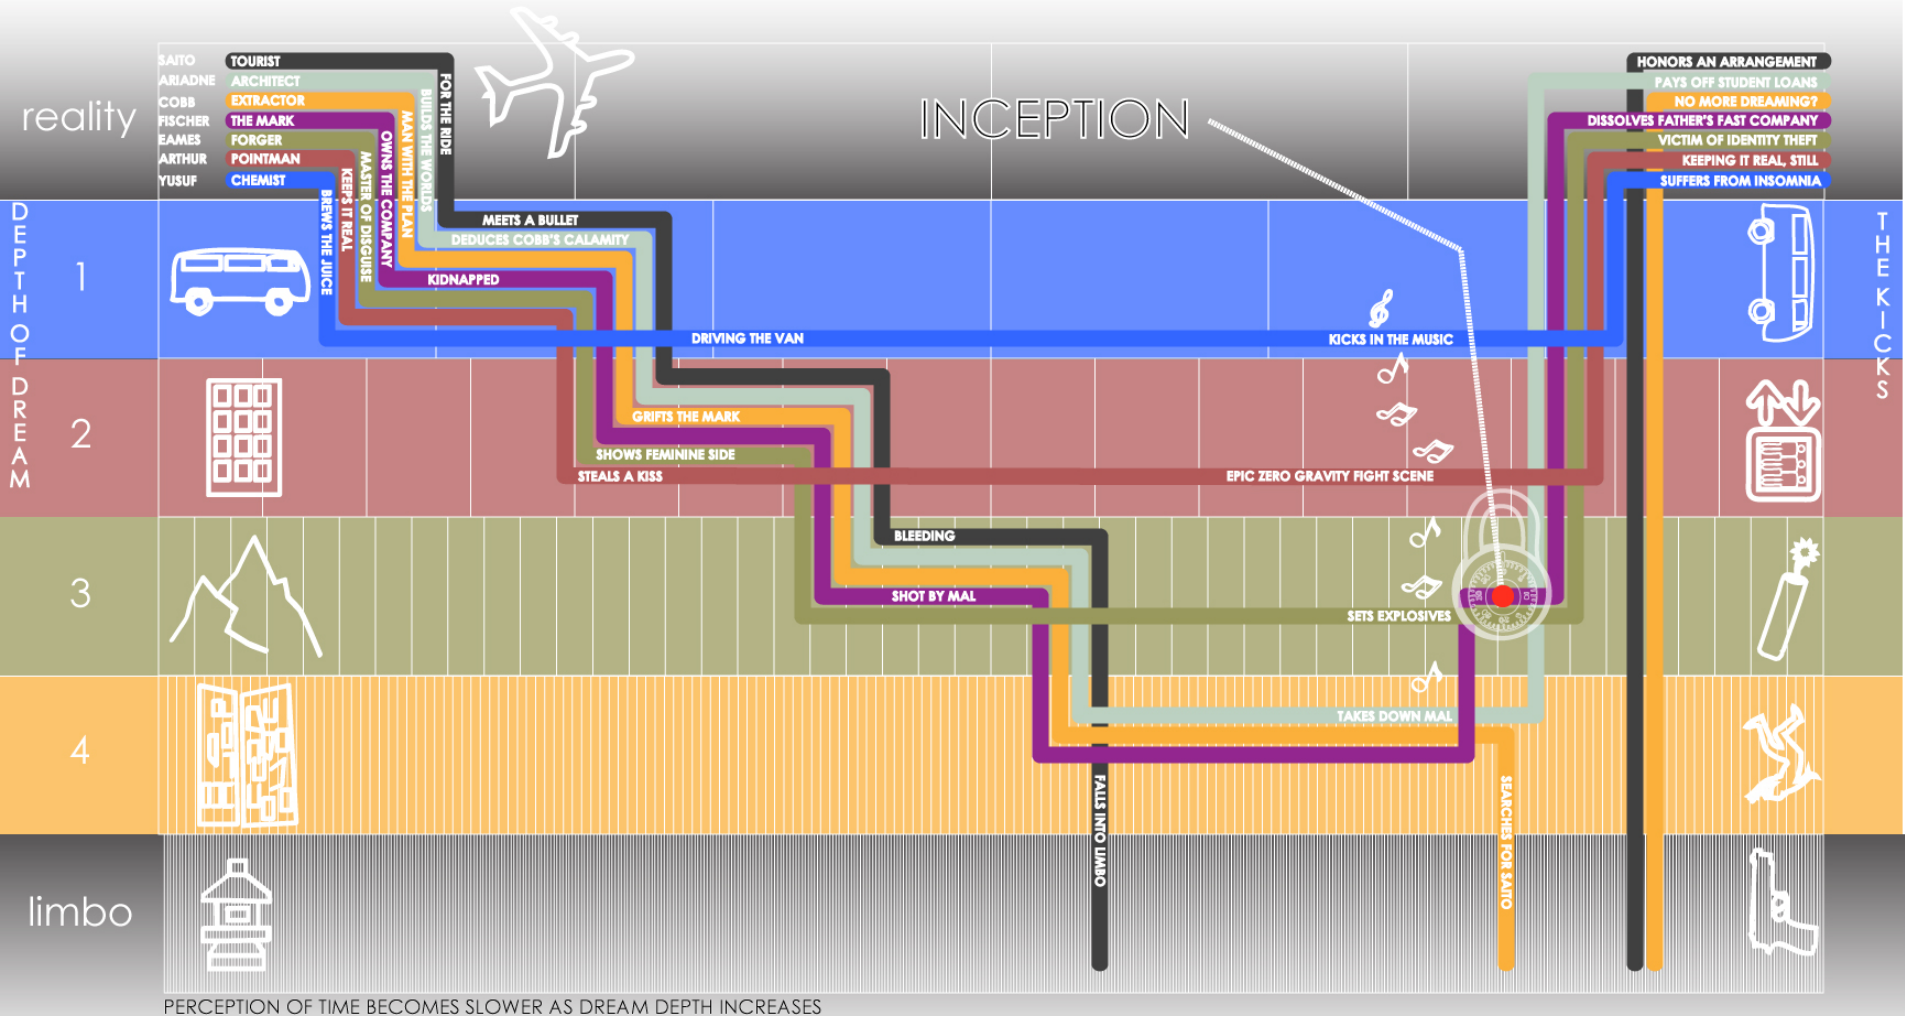 SAITO TOURIST
ARIADNE ARCHITECT
COBB EXTRACTOR
FISCHER THE MARK
EAMES FORGER
ARTHUR POINTMAN
YUSUF CHEMIST
reality
INCEPTION
HONORS AN ARRANGEMENT
PAYS OFF STUDENT LOANS
NO MORE DREAMING?
DISSOLVES FATHER'S FAST COMPANY
VICTIM OF IDENTITY THEFT
KEEPING IT REAL, STILL
SUFFERS FROM INSOMNIA
BREWS THE JUICE
KEEPS IT REAL
MASTER OF DISGUISE
OWNS THE COMPANY
MAN WITH THE PLAN
BUILDS THE WORLDS
FOR THE RIDE
DEPTH OF DREAM
THE KICKS
1
MEETS A BULLET
DEDUCES COBB'S CALAMITY
KIDNAPPED
DRIVING THE VAN
KICKS IN THE MUSIC
2
GRIFTS THE MARK
SHOWS FEMININE SIDE
STEALS A KISS
EPIC ZERO GRAVITY FIGHT SCENE
3
BLEEDING
SHOT BY MAL
SETS EXPLOSIVES
4
TAKES DOWN MAL
FALLS INTO LIMBO
SEARCHES FOR SAITO
limbo
PERCEPTION OF TIME BECOMES SLOWER AS DREAM DEPTH INCREASES